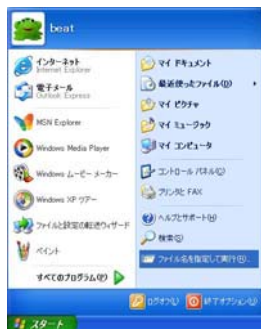 beat
インターネット
Internet Explorer
電子メール
Outlook Express
MSN Explorer
Windows Media Player
Windows ムービー メーカー
Windows XP ツアー
ファイルと設定の転送ウィザード
ペイント
すべてのプログラム(P)
マイ ドキュメント
最近使ったファイル(D)
マイ ピクチャ
マイ ミュージック
マイ コンピュータ
コントロール パネル(C)
プリンタと FAX
ヘルプとサポート(H)
検索(S)
ファイル名を指定して実行(R)...
ログオフ(L)
終了オプション(U)
スタート